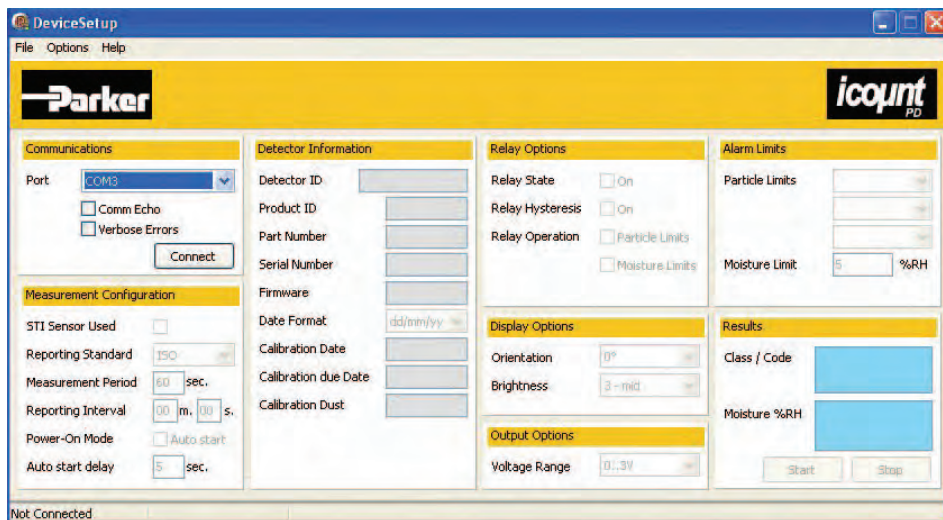 DeviceSetup
File Options Help
Parker
icount
PD
Communications
Port COM3
Comm Echo
Verbose Errors
Connect
Measurement Configuration
STI Sensor Used
Reporting Standard ISO
Measurement Period 60 sec.
Reporting Interval 00 m. 00 s.
Power-On Mode Auto start
Auto start delay 5 sec.
Detector Information
Detector ID
Product ID
Part Number
Serial Number
Firmware
Date Format dd/mm/yy
Calibration Date
Calibration due Date
Calibration Dust
Relay Options
Relay State On
Relay Hysteresis On
Relay Operation Particle Limits
Moisture Limits
Display Options
Orientation 0°
Brightness 3 - mid
Output Options
Voltage Range 0..3V
Alarm Limits
Particle Limits
Moisture Limit 5 %RH
Results
Class / Code
Moisture %RH
Start Stop
Not Connected